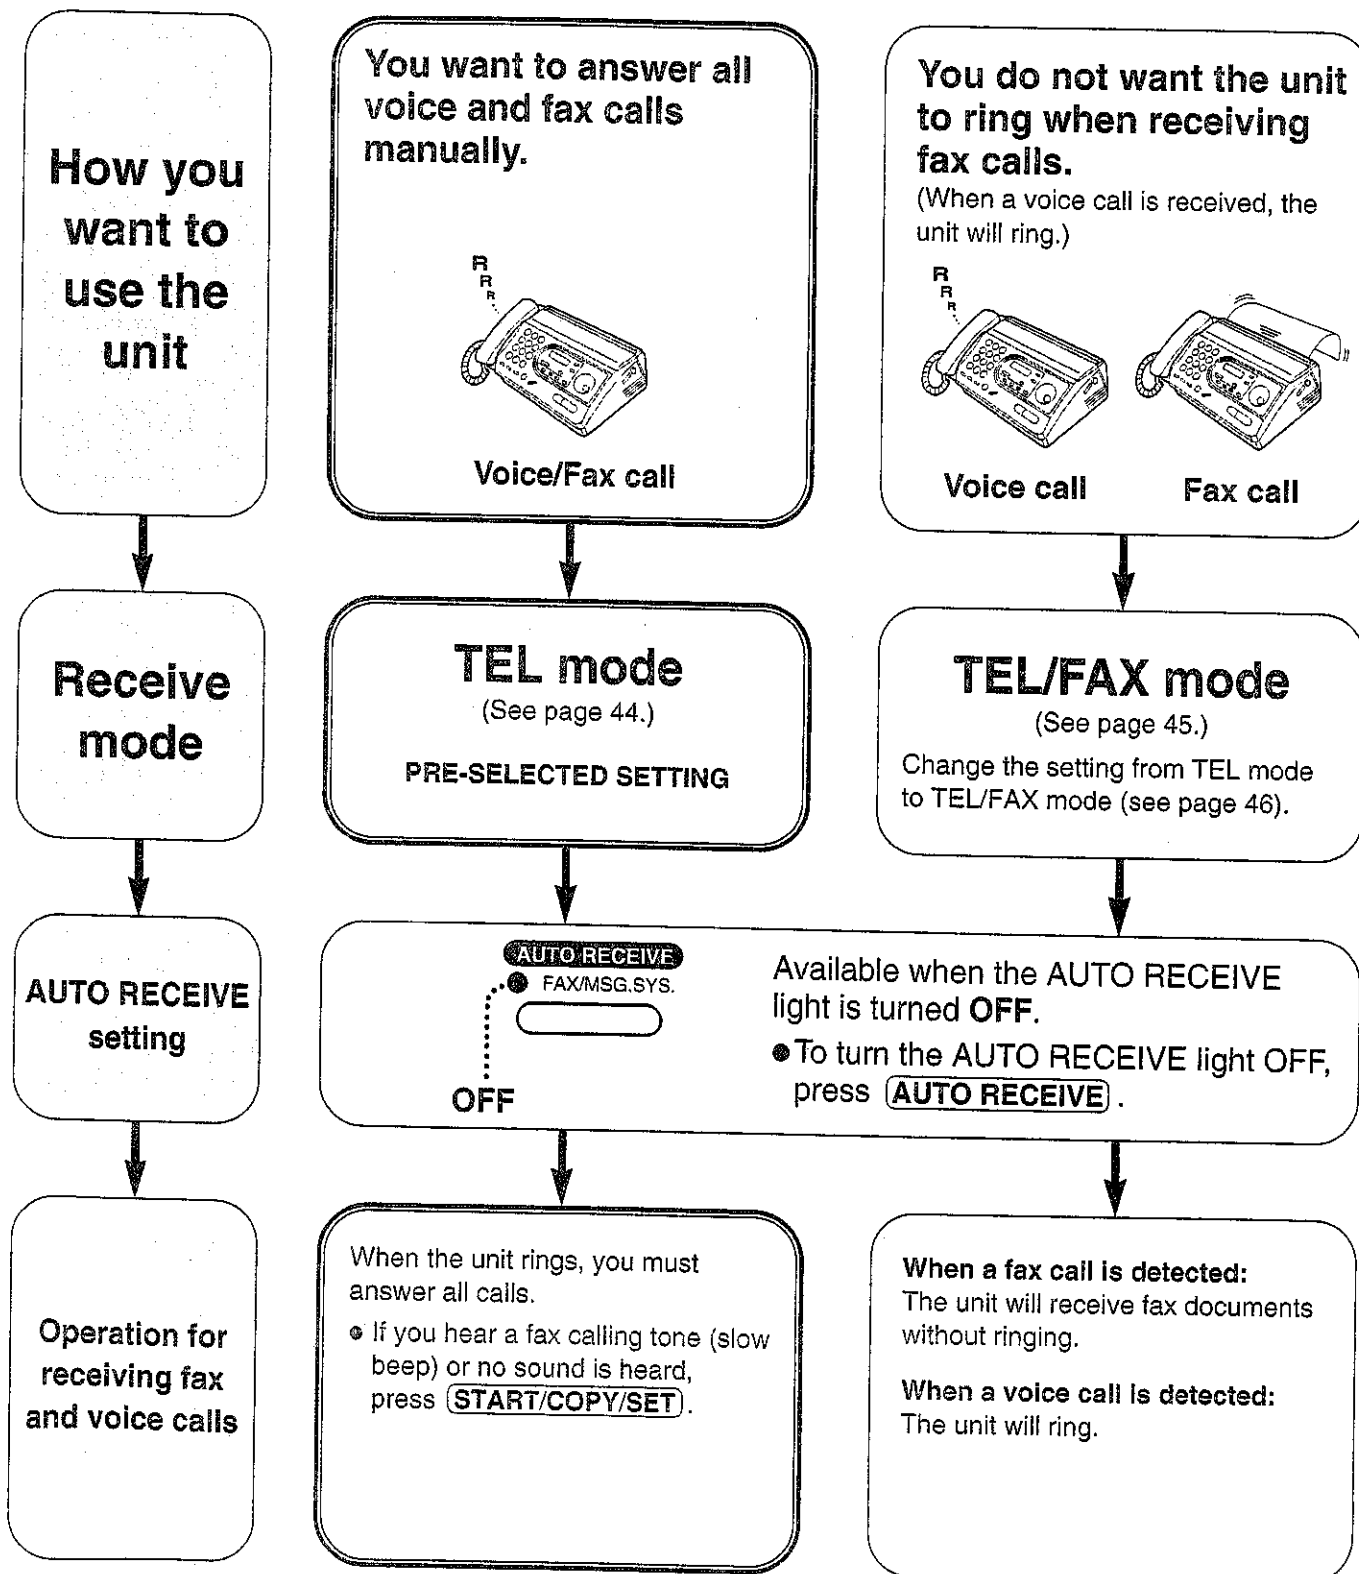 How you
want to
use the
unit
You want to answer all
voice and fax calls
manually.
R
R
R
Voice/Fax call
You do not want the unit
to ring when receiving
fax calls.
(When a voice call is received, the
unit will ring.)
R
R
R
Voice call
Fax call
Receive
mode
TEL mode
(See page 44.)
PRE-SELECTED SETTING
TEL/FAX mode
(See page 45.)
Change the setting from TEL mode
to TEL/FAX mode (see page 46).
AUTO RECEIVE
setting
AUTO RECEIVE
FAX/MSG.SYS.
OFF
Available when the AUTO RECEIVE
light is turned OFF.
●To turn the AUTO RECEIVE light OFF,
press AUTO RECEIVE.
Operation for
receiving fax
and voice calls
When the unit rings, you must
answer all calls.
● If you hear a fax calling tone (slow
beep) or no sound is heard,
press START/COPY/SET.
When a fax call is detected:
The unit will receive fax documents
without ringing.
When a voice call is detected:
The unit will ring.